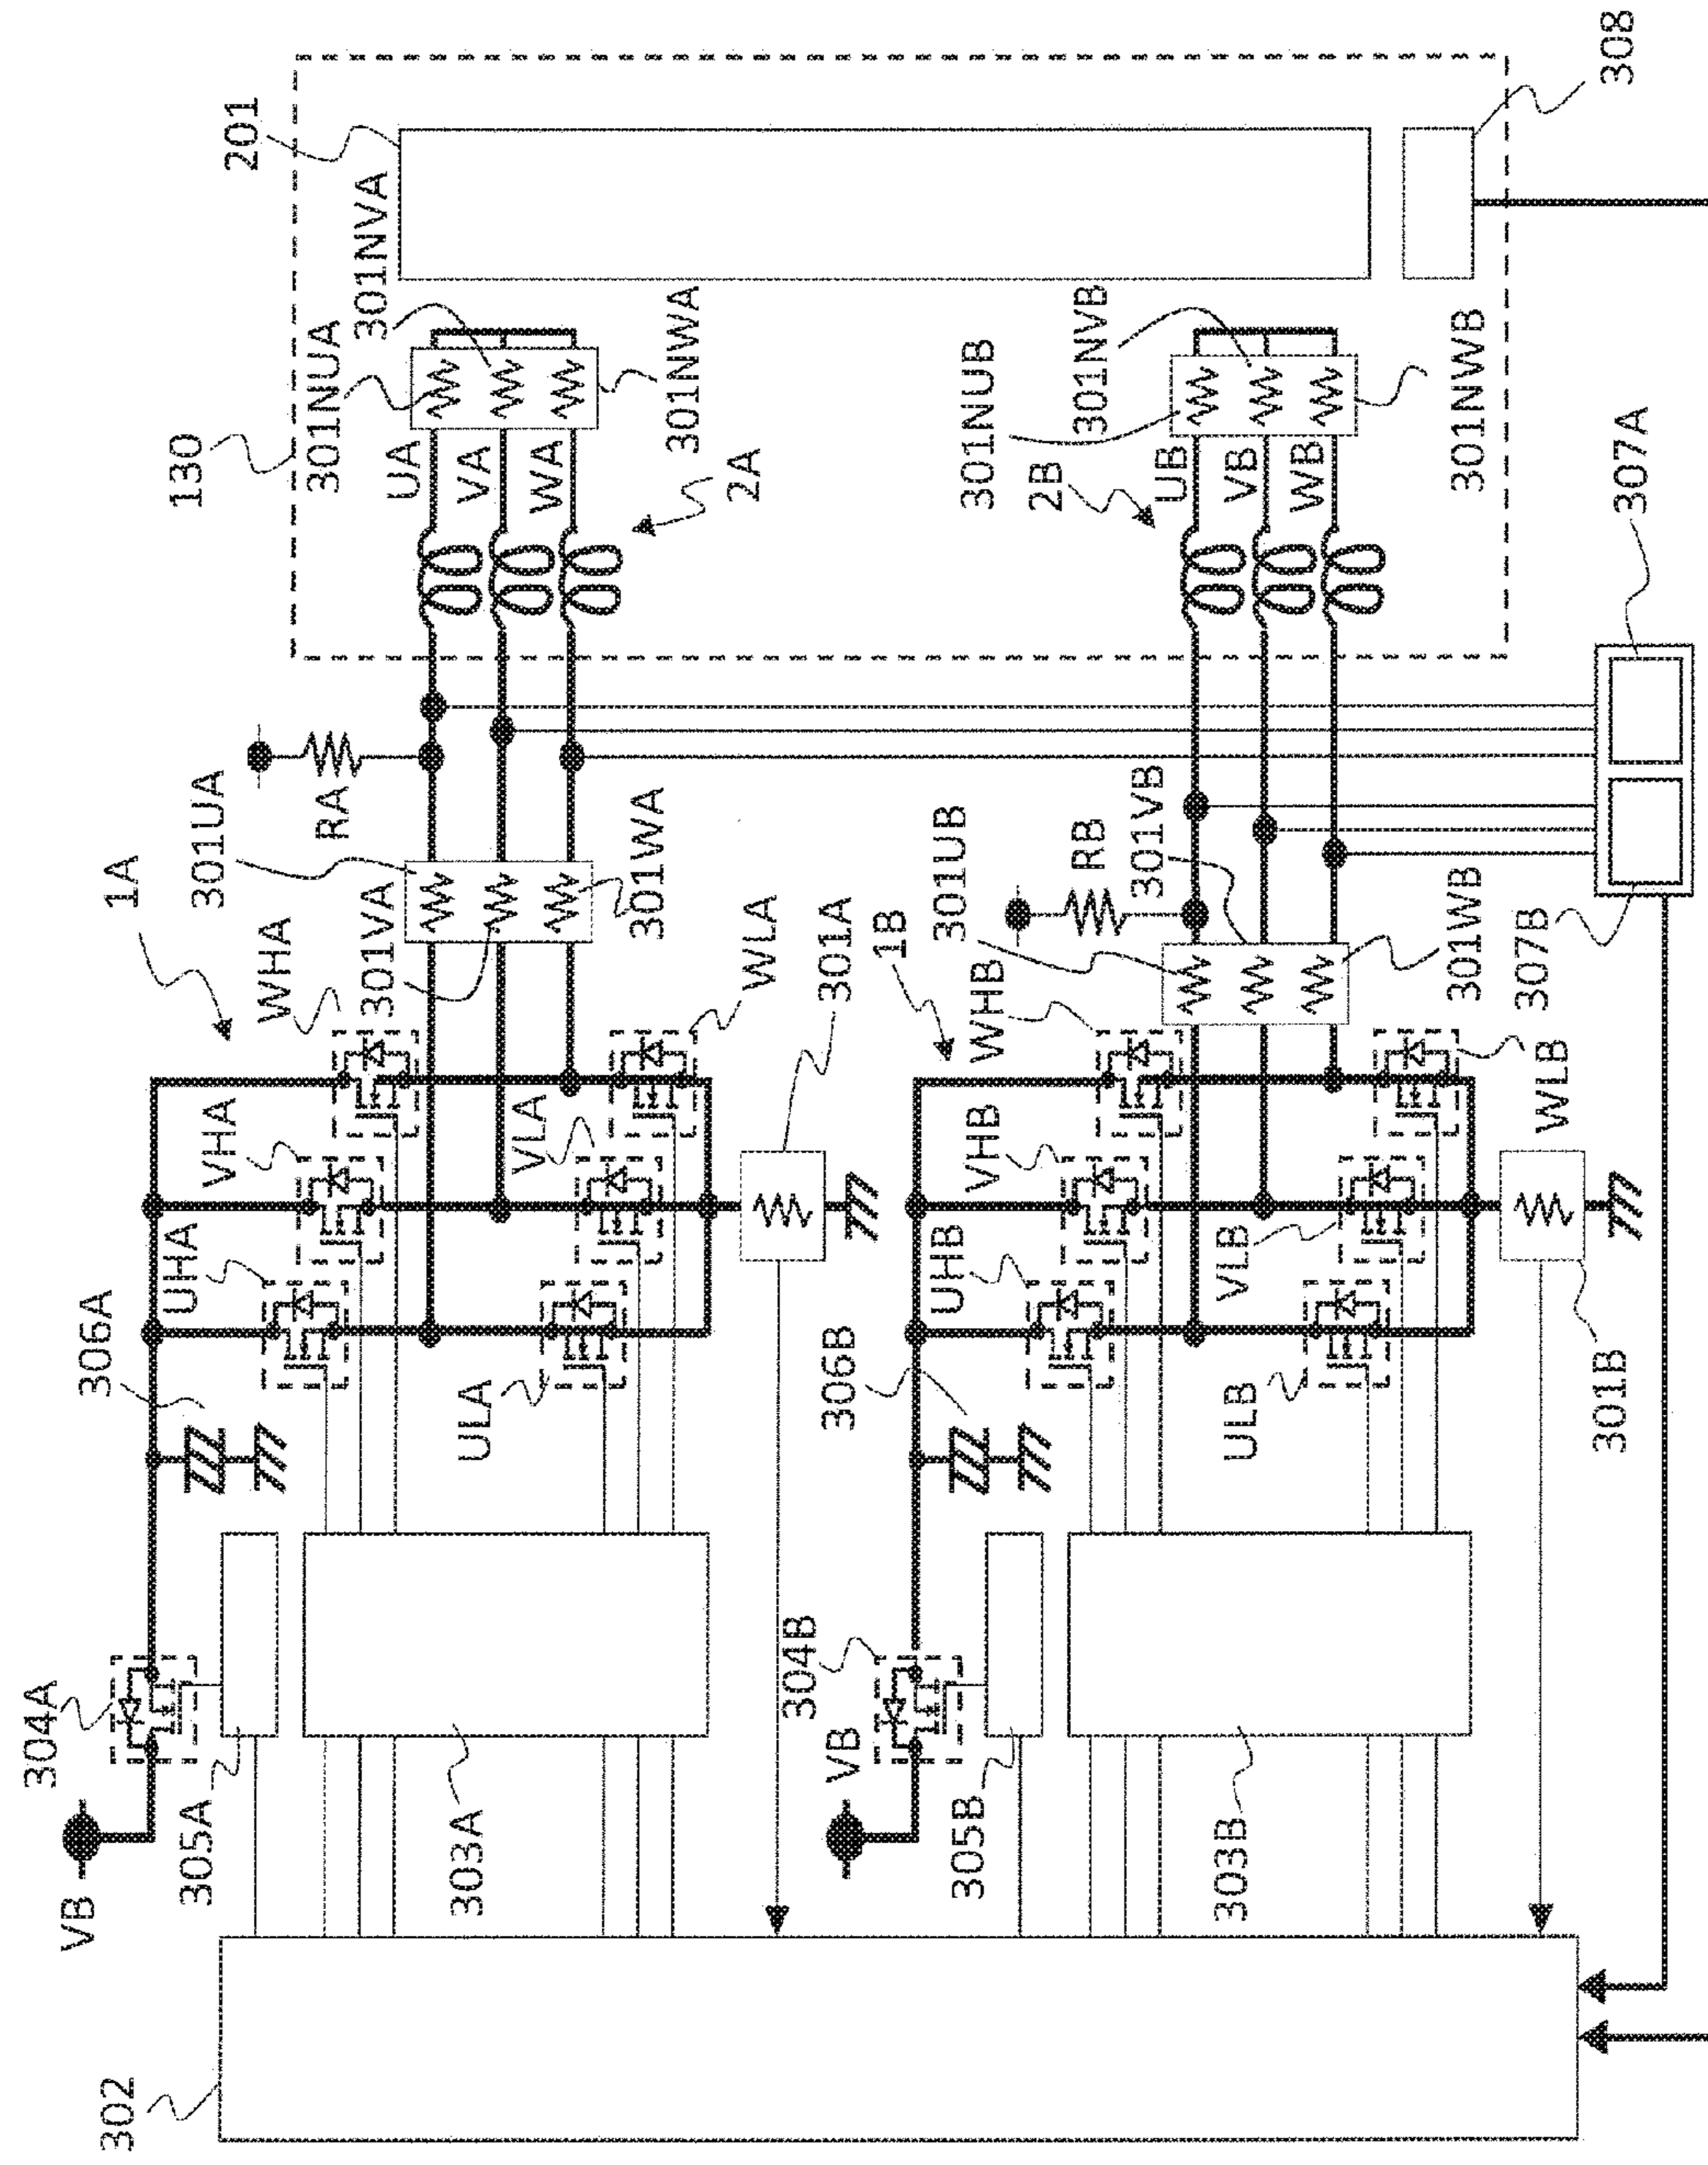 302
VB
304A
305A
303A
306A
UHA
VHA
WHA
1A
ULA
VLA
WLA
301A
301UA
301VA
301WA
RA
130
301NUA
301NVA
301NWA
UA
VA
WA
2A
201
VB
304B
305B
303B
306B
UHB
VHB
WHB
1B
ULB
VLB
WLB
301B
301UB
301VB
301WB
RB
301NUB
301NVB
301NWB
UB
VB
WB
2B
307B
307A
308